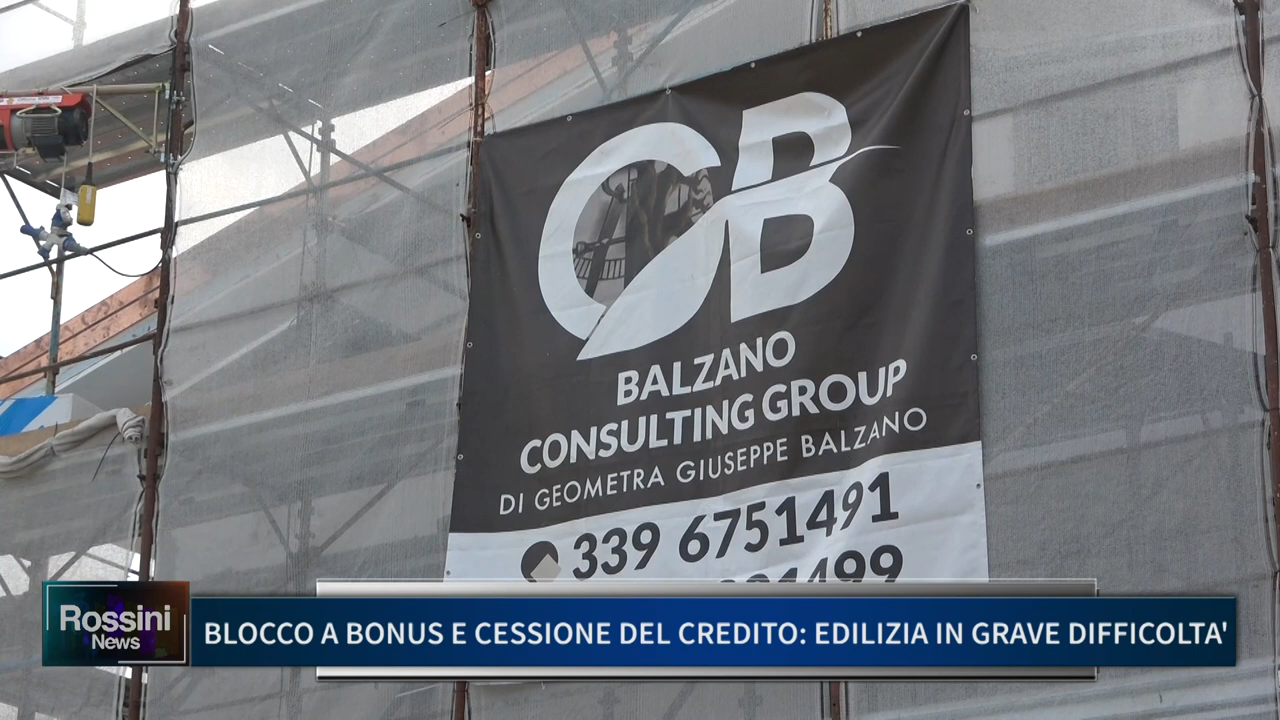 CB
BALZANO
CONSULTING GROUP
DI GEOMETRA GIUSEPPE BALZANO
339 6751491
Rossini
News
BLOCCO A BONUS E CESSIONE DEL CREDITO: EDILIZIA IN GRAVE DIFFICOLTA'